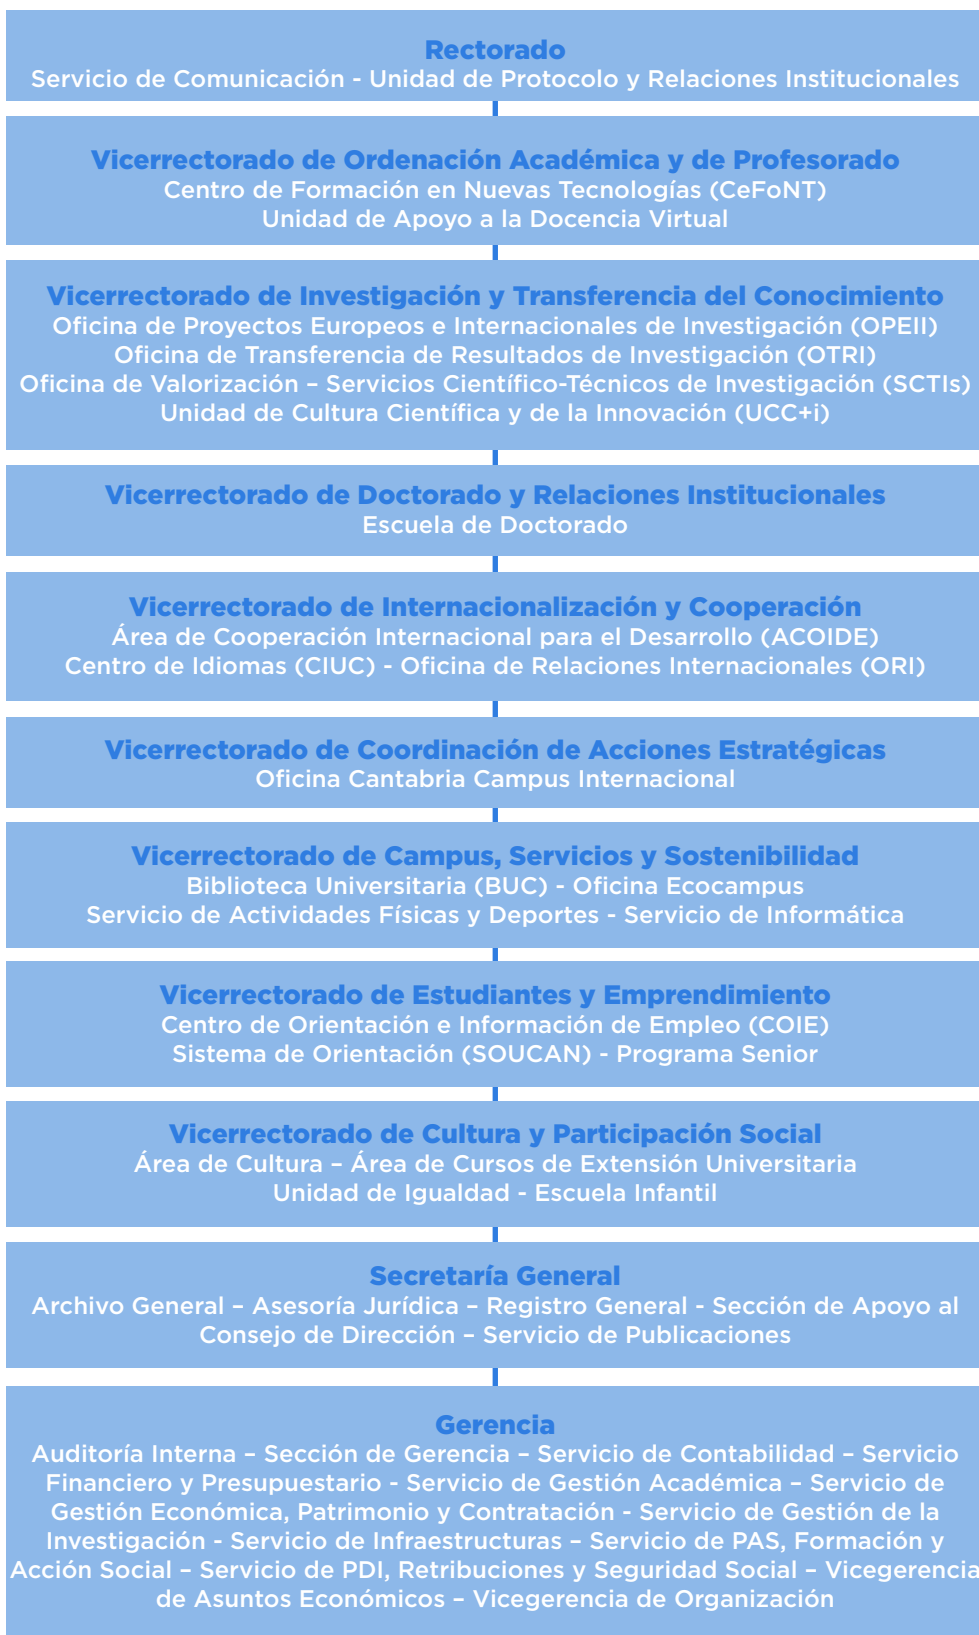 Rectorado
Servicio de Comunicación - Unidad de Protocolo y Relaciones Institucionales
Vicerrectorado de Ordenación Académica y de Profesorado
Centro de Formación en Nuevas Tecnologías (CeFoNT)
Unidad de Apoyo a la Docencia Virtual
Vicerrectorado de Investigación y Transferencia del Conocimiento
Oficina de Proyectos Europeos e Internacionales de Investigación (OPEII)
Oficina de Transferencia de Resultados de Investigación (OTRI)
Oficina de Valorización – Servicios Científico-Técnicos de Investigación (SCTIs)
Unidad de Cultura Científica y de la Innovación (UCC+i)
Vicerrectorado de Doctorado y Relaciones Institucionales
Escuela de Doctorado
Vicerrectorado de Internacionalización y Cooperación
Área de Cooperación Internacional para el Desarrollo (ACOIDE)
Centro de Idiomas (CIUC) - Oficina de Relaciones Internacionales (ORI)
Vicerrectorado de Coordinación de Acciones Estratégicas
Oficina Cantabria Campus Internacional
Vicerrectorado de Campus, Servicios y Sostenibilidad
Biblioteca Universitaria (BUC) - Oficina Ecocampus
Servicio de Actividades Físicas y Deportes - Servicio de Informática
Vicerrectorado de Estudiantes y Emprendimiento
Centro de Orientación e Información de Empleo (COIE)
Sistema de Orientación (SOUCAN) - Programa Senior
Vicerrectorado de Cultura y Participación Social
Área de Cultura – Área de Cursos de Extensión Universitaria
Unidad de Igualdad - Escuela Infantil
Secretaría General
Archivo General – Asesoría Jurídica – Registro General - Sección de Apoyo al
Consejo de Dirección – Servicio de Publicaciones
Gerencia
Auditoría Interna – Sección de Gerencia – Servicio de Contabilidad – Servicio
Financiero y Presupuestario - Servicio de Gestión Académica – Servicio de
Gestión Económica, Patrimonio y Contratación - Servicio de Gestión de la
Investigación - Servicio de Infraestructuras – Servicio de PAS, Formación y
Acción Social – Servicio de PDI, Retribuciones y Seguridad Social – Vicegerencia
de Asuntos Económicos – Vicegerencia de Organización